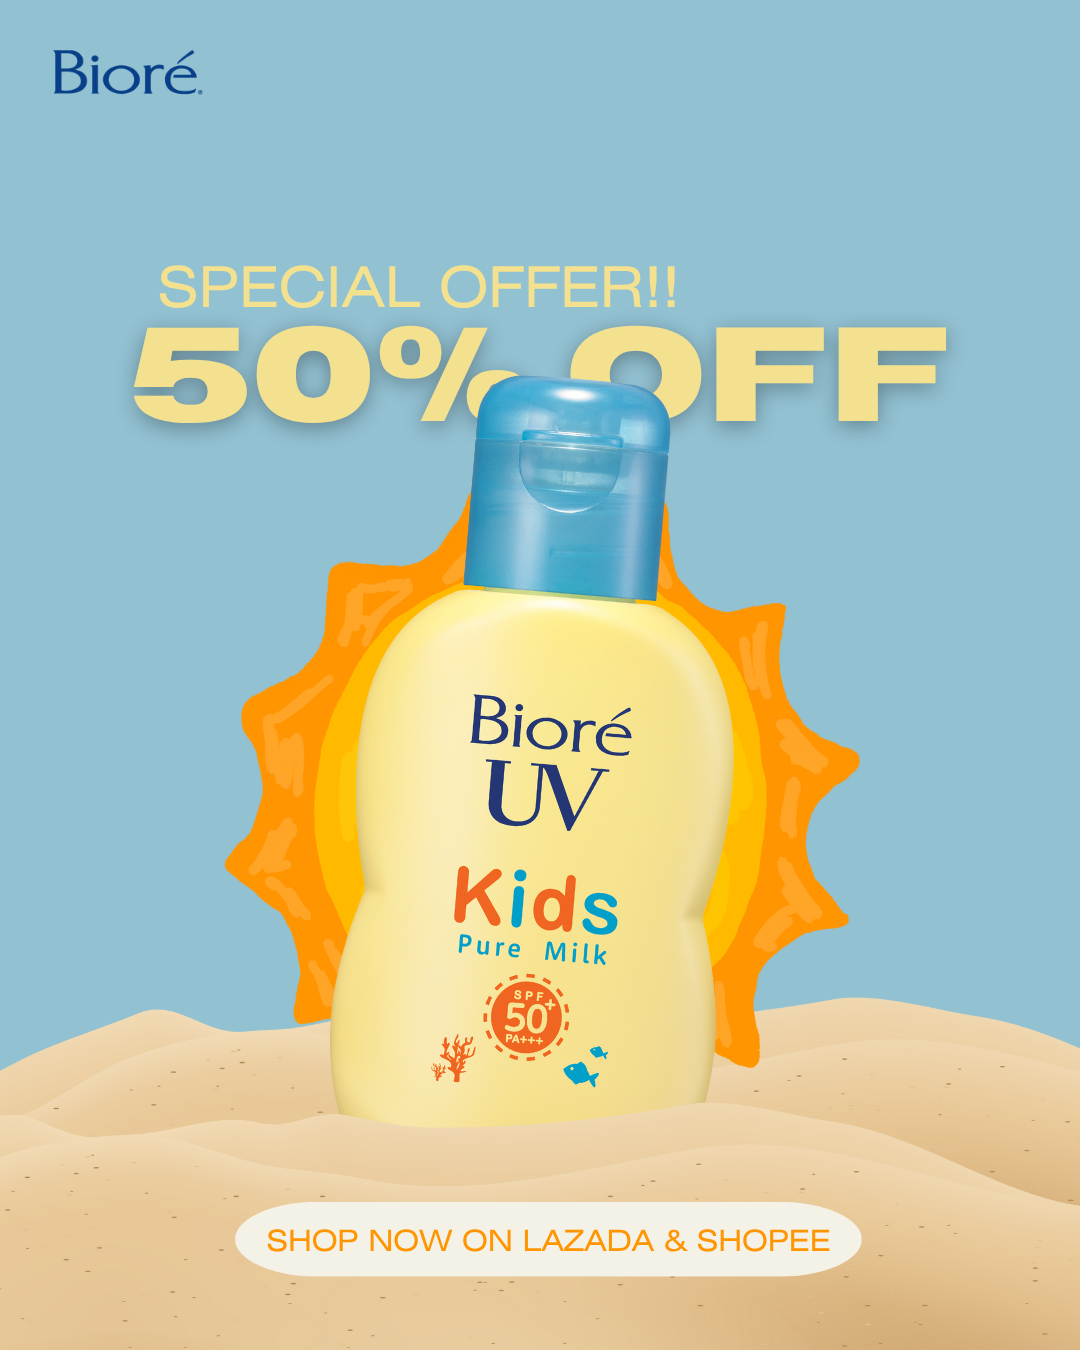 Bioré
SPECIAL OFFER!!
50% OFF
Bioré
UV
Kids
Pure Milk
SPF
50+
PA+++
SHOP NOW ON LAZADA & SHOPEE